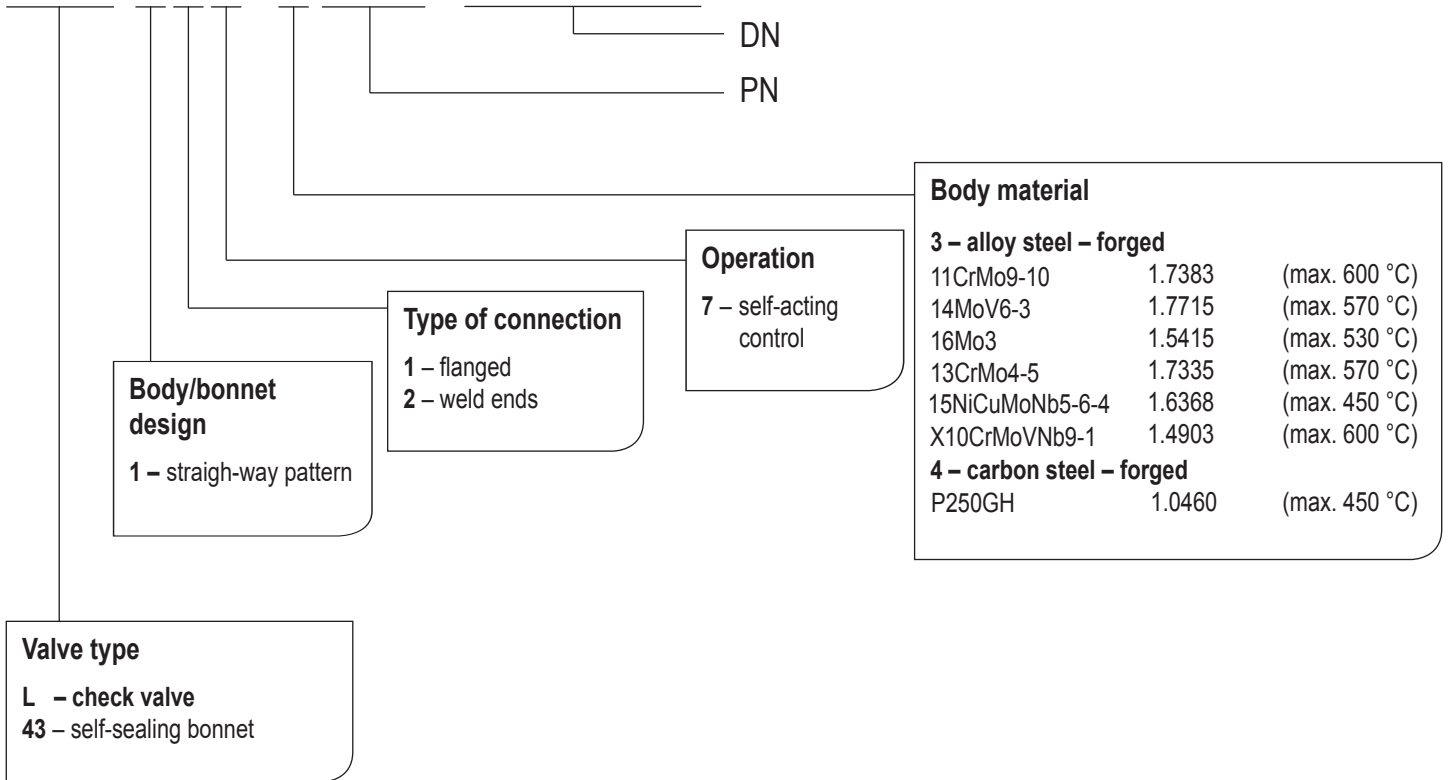 DN
PN
Body material
3 – alloy steel – forged
11CrMo9-10 1.7383 (max. 600 °C)
14MoV6-3 1.7715 (max. 570 °C)
16Mo3 1.5415 (max. 530 °C)
13CrMo4-5 1.7335 (max. 570 °C)
15NiCuMoNb5-6-4 1.6368 (max. 450 °C)
X10CrMoVNb9-1 1.4903 (max. 600 °C)
4 – carbon steel – forged
P250GH 1.0460 (max. 450 °C)
Operation
7 – self-acting
control
Type of connection
1 – flanged
2 – weld ends
Body/bonnet
design
1 – straigh-way pattern
Valve type
L – check valve
43 – self-sealing bonnet